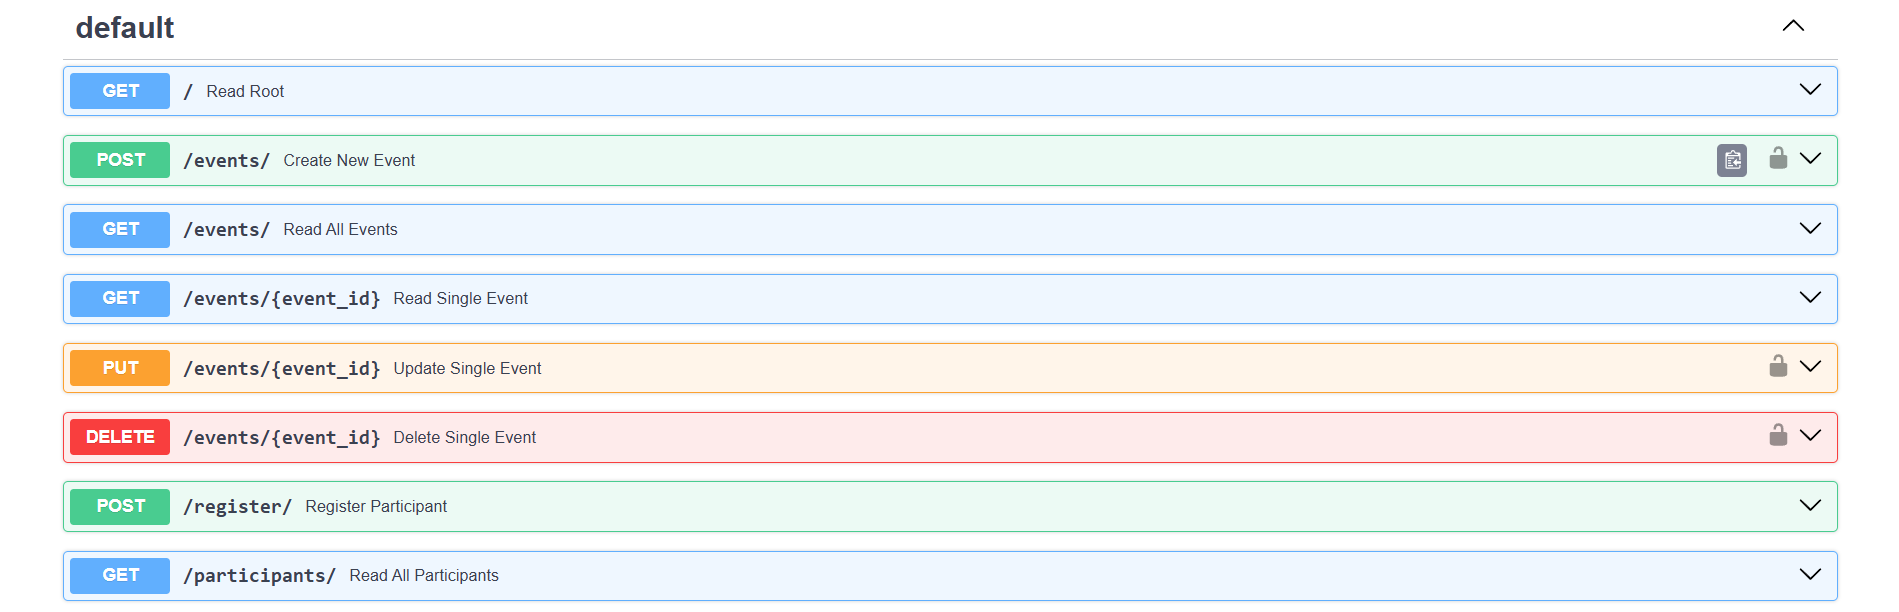 default
GET / Read Root
POST /events/ Create New Event
GET /events/ Read All Events
GET /events/{event_id} Read Single Event
PUT /events/{event_id} Update Single Event
DELETE /events/{event_id} Delete Single Event
POST /register/ Register Participant
GET /participants/ Read All Participants